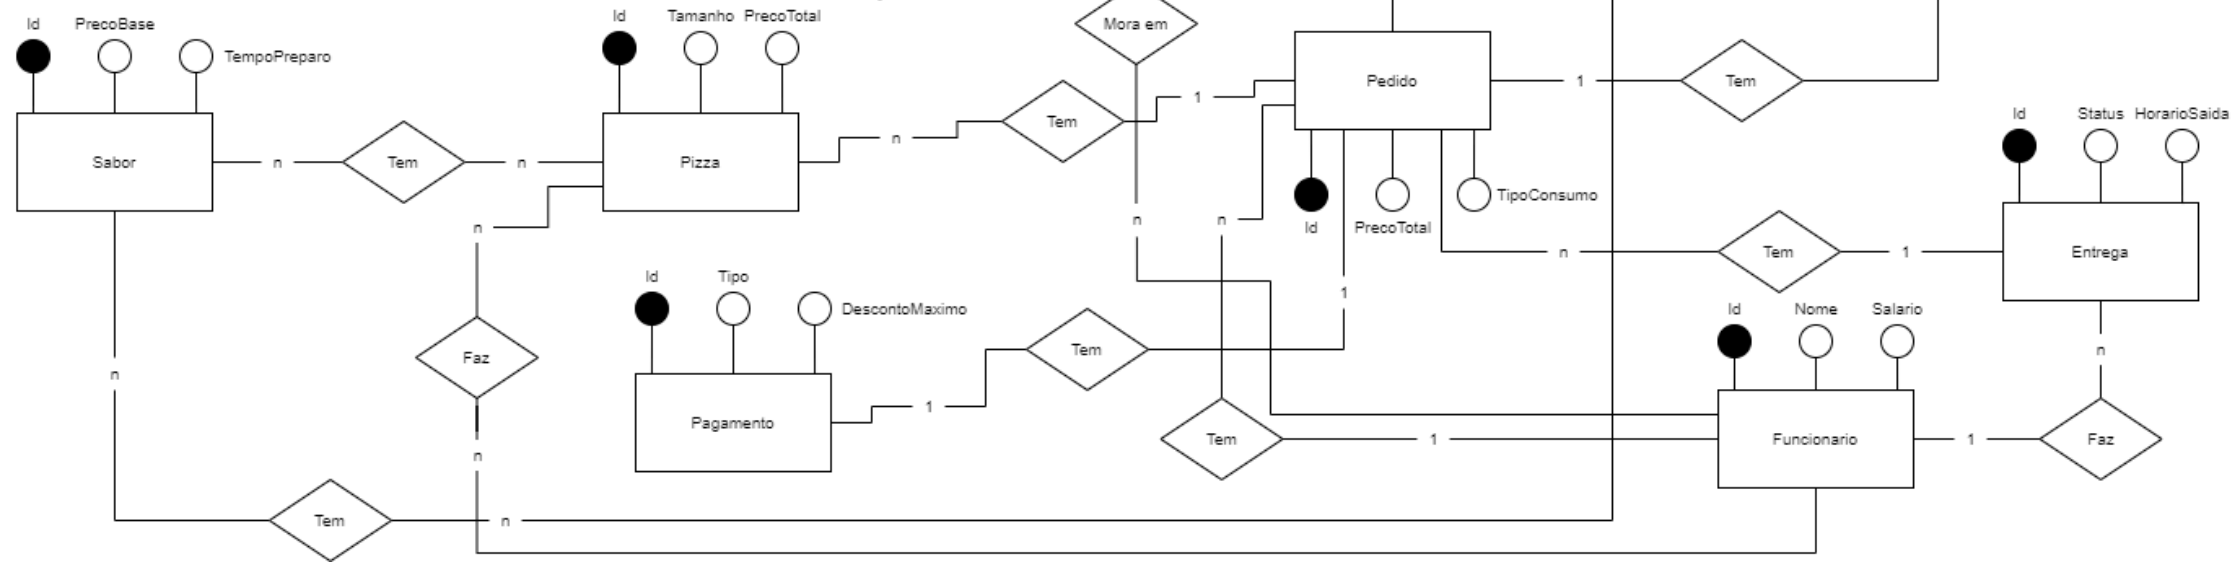 Id
PrecoBase
TempoPreparo
Sabor
Id
Tamanho
PrecoTotal
Pizza
n
Tem
n
Mora em
n
Tem
1
Pedido
1
Tem
Id
PrecoTotal
TipoConsumo
Id
Status
HorarioSaida
Entrega
n
Tem
1
n
n
n
1
Faz
Id
Tipo
DescontoMaximo
Pagamento
1
Tem
Id
Nome
Salario
Funcionario
n
1
Faz
n
n
Tem
1
Tem
n